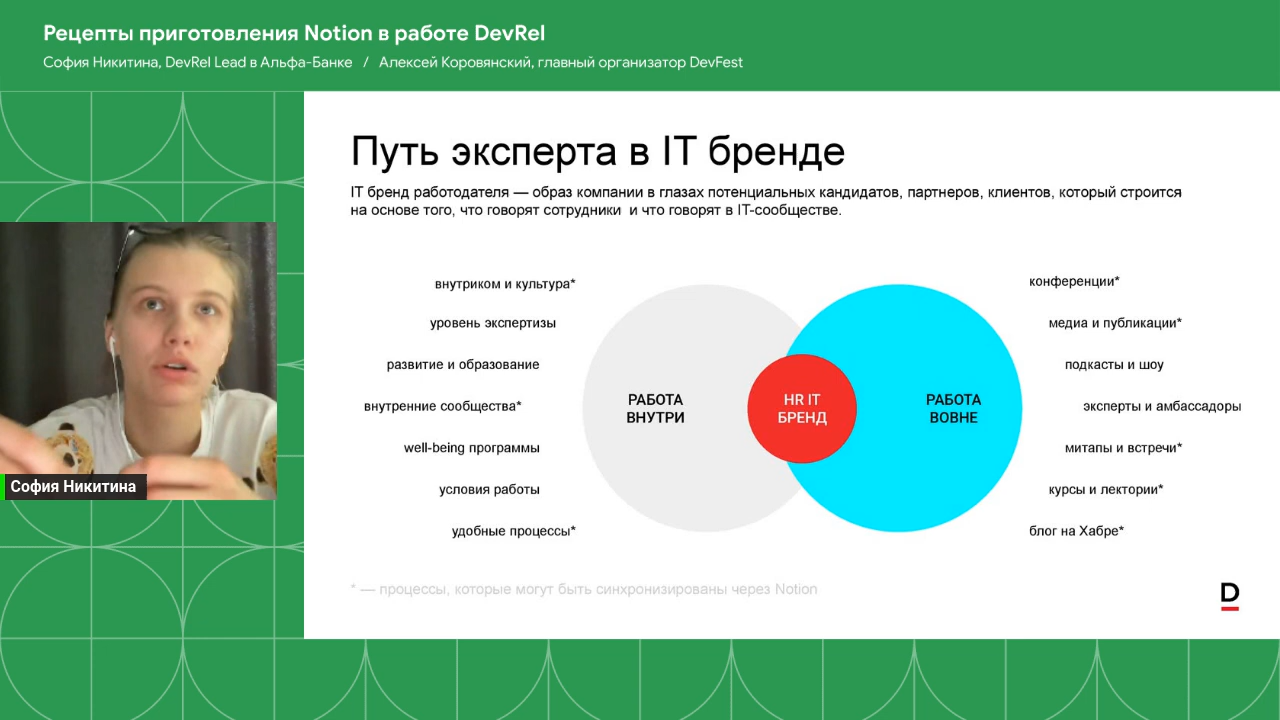 Рецепты приготовления Notion в работе DevRel
София Никитина, DevRel Lead в Альфа-Банке / Алексей Коровянский, главный организатор DevFest
Путь эксперта в IT бренде
IT бренд работодателя — образ компании в глазах потенциальных кандидатов, партнеров, клиентов, который строится
на основе того, что говорят сотрудники и что говорят в IT-сообществе.
внутриком и культура*
уровень экспертизы
развитие и образование
внутренние сообщества*
well-being программы
условия работы
удобные процессы*
РАБОТА
ВНУТРИ
HR IT
БРЕНД
РАБОТА
ВОВНЕ
конференции*
медиа и публикации*
подкасты и шоу
эксперты и амбассадоры
митапы и встречи*
курсы и лектории*
блог на Хабре*
* — процессы, которые могут быть синхронизированы через Notion
D
София Никитина